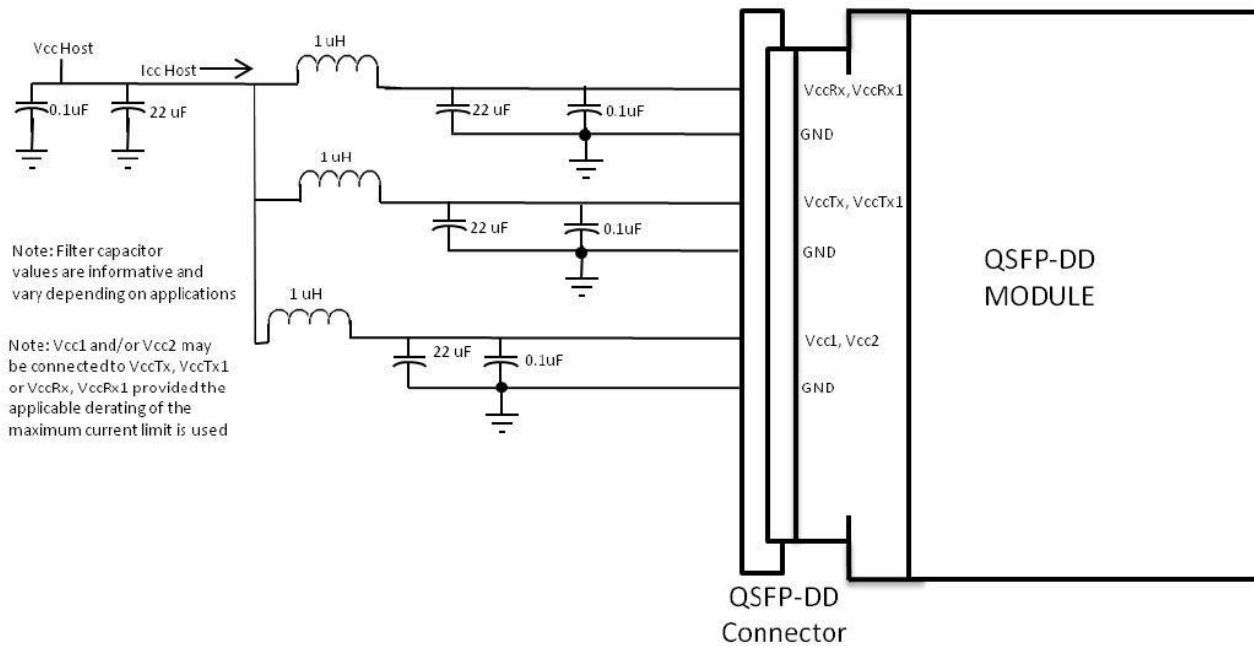 1 uH
Vcc Host
Icc Host
0.1uF
22 uF
22 uF
0.1uF
VccRx, VccRx1
GND
1 uH
VccTx, VccTx1
22 uF
0.1uF
GND
Note: Filter capacitor
values are informative and
vary depending on applications
QSFP-DD
MODULE
1 uH
Note: Vcc1 and/or Vcc2 may
be connected to VccTx, VccTx1
or VccRx, VccRx1 provided the
applicable derating of the
maximum current limit is used
22 uF
0.1uF
Vcc1, Vcc2
GND
QSFP-DD
Connector